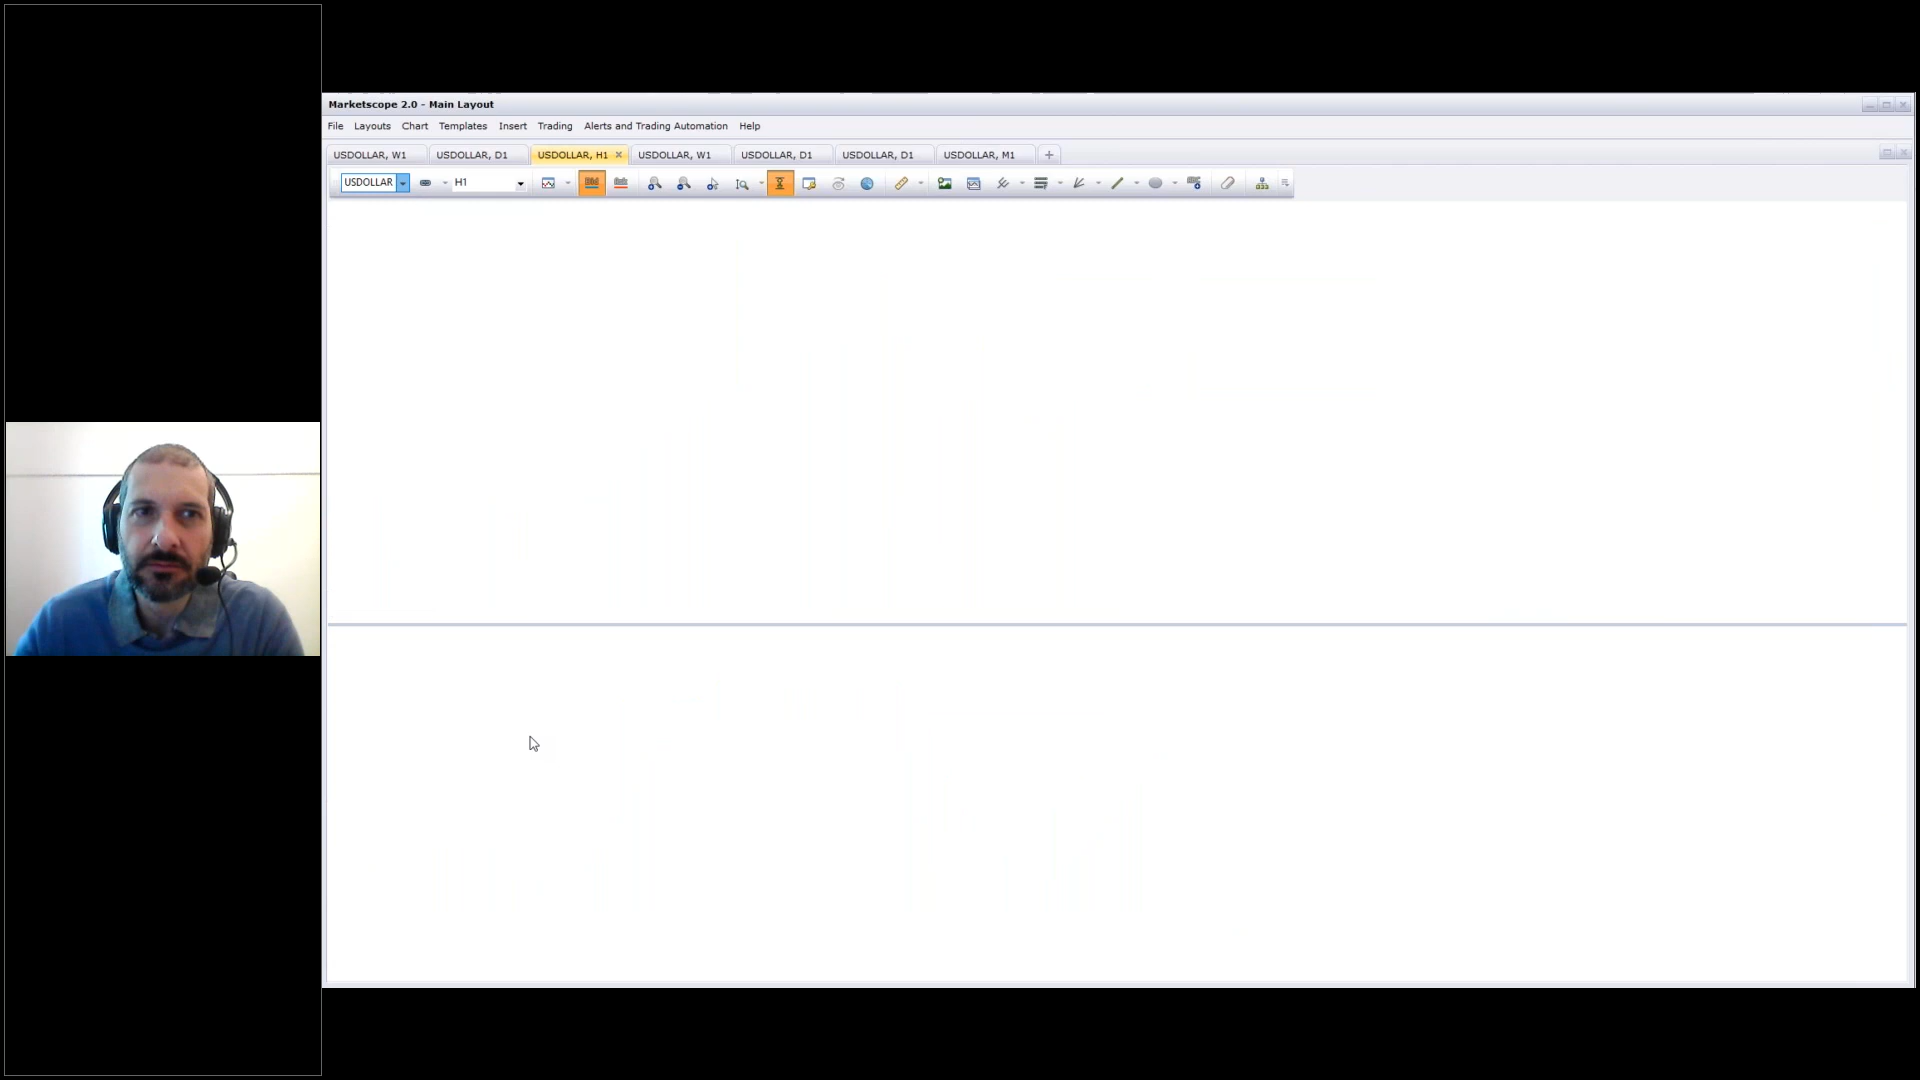 Marketscope 2.0 - Main Layout
File Layouts Chart Templates Insert Trading Alerts and Trading Automation Help
USDOLLAR, W1 USDOLLAR, D1 USDOLLAR, H1 USDOLLAR, W1 USDOLLAR, D1 USDOLLAR, D1 USDOLLAR, M1
USDOLLAR H1